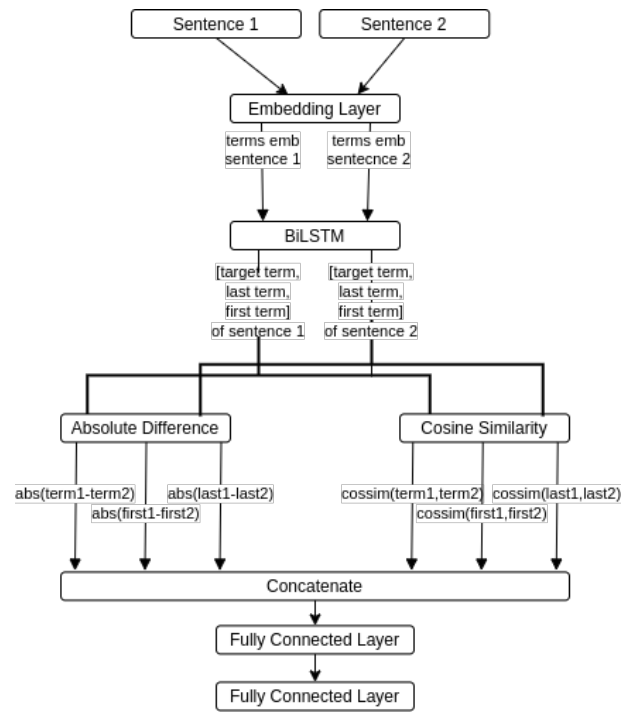 Sentence 1
Sentence 2
Embedding Layer
terms emb
sentence 1
terms emb
sentecnce 2
BiLSTM
[target term,
last term,
first term]
of sentence 1
[target term,
last term,
first term]
of sentence 2
Absolute Difference
Cosine Similarity
abs(term1-term2)
abs(last1-last2)
abs(first1-first2)
cossim(term1,term2)
cossim(last1,last2)
cossim(first1,first2)
Concatenate
Fully Connected Layer
Fully Connected Layer